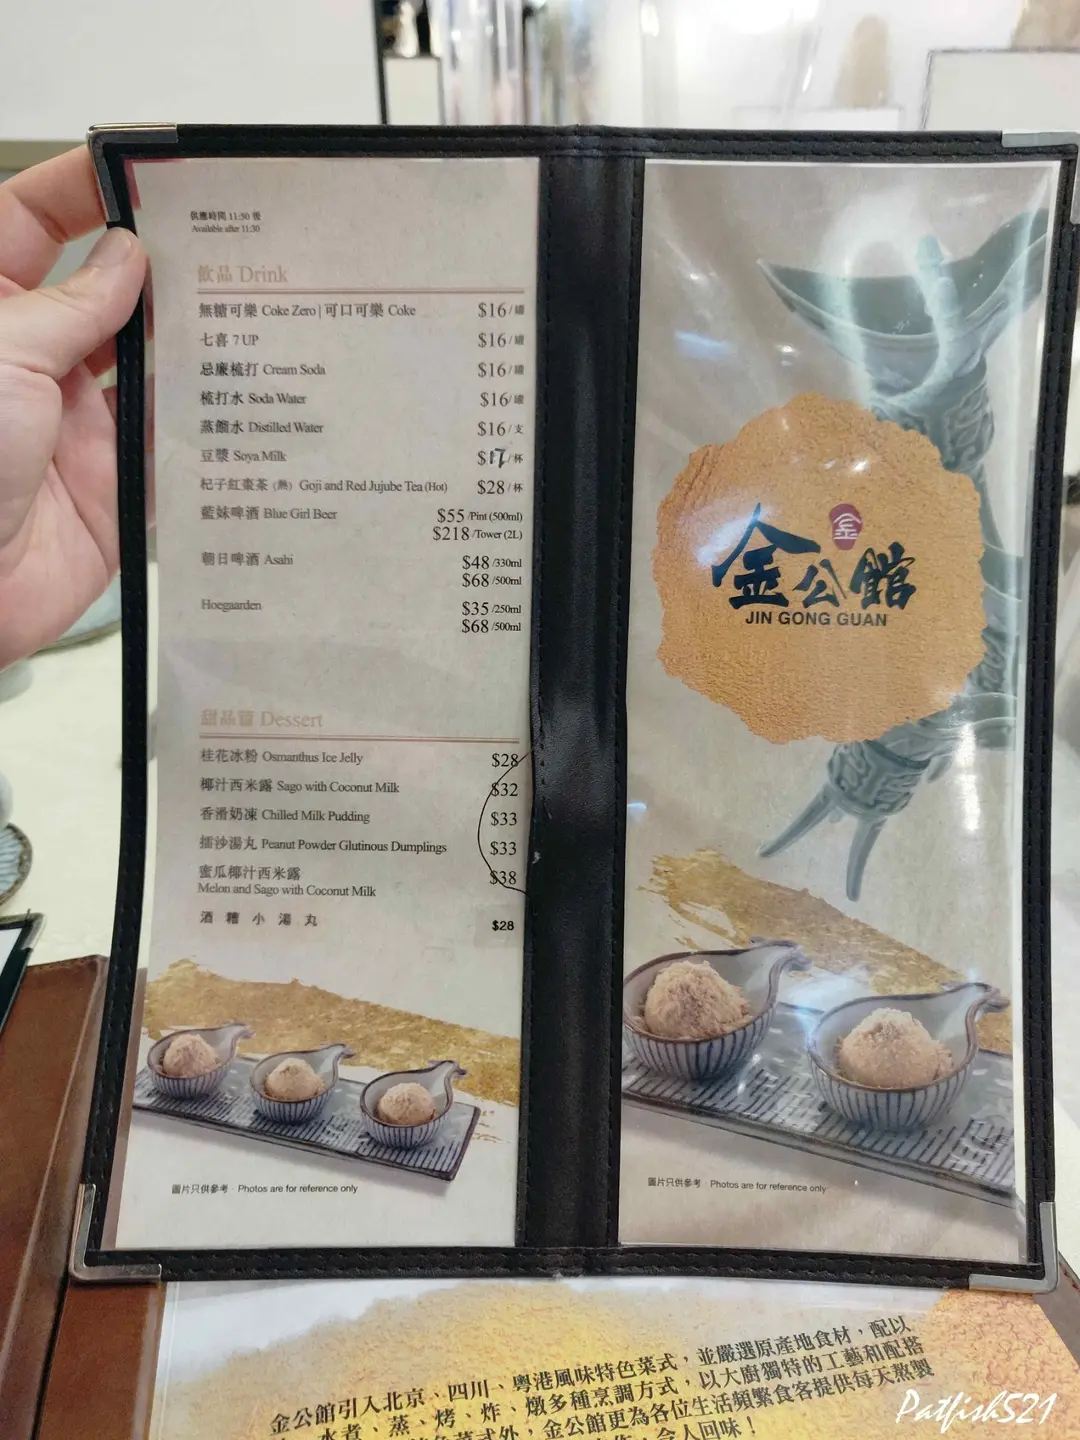 供應時間 11:30 後
Available after 11:30
飲品 Drink
無糖可樂 Coke Zero | 可口可樂 Coke $16 /罐
七喜 7 UP $16 /罐
忌廉梳打 Cream Soda $16 /罐
梳打水 Soda Water $16 /罐
蒸餾水 Distilled Water $16 /支
豆漿 Soya Milk /杯
杞子紅棗茶 (熱) Goji and Red Jujube Tea (Hot) $28 /杯
藍妹啤酒 Blue Girl Beer $55 /Pint (500ml)
$218 /Tower (2L)
朝日啤酒 Asahi $48 /330ml
$68 /500ml
Hoegaarden $35 /250ml
$68 /500ml
甜品 Dessert
桂花冰粉 Osmanthus Ice Jelly $28
椰汁西米露 Sago with Coconut Milk $32
香滑奶凍 Chilled Milk Pudding $33
擂沙湯丸 Peanut Powder Glutinous Dumplings $33
蜜瓜椰汁西米露 $38
Melon and Sago with Coconut Milk
酒糟小湯丸 $28
圖片只供參考 · Photos are for reference only
金
金公館
JIN GONG GUAN
圖片只供參考 · Photos are for reference only
金公館引入北京、四川、粵港風味特色菜式，並嚴選原產地食材，配以
水煮、蒸、烤、炸、燉多種烹調方式，以大廚獨特的工藝和配搭
式外，金公館更為各位生活頻繁食客提供每天熬製
令人回味！
Patfish521